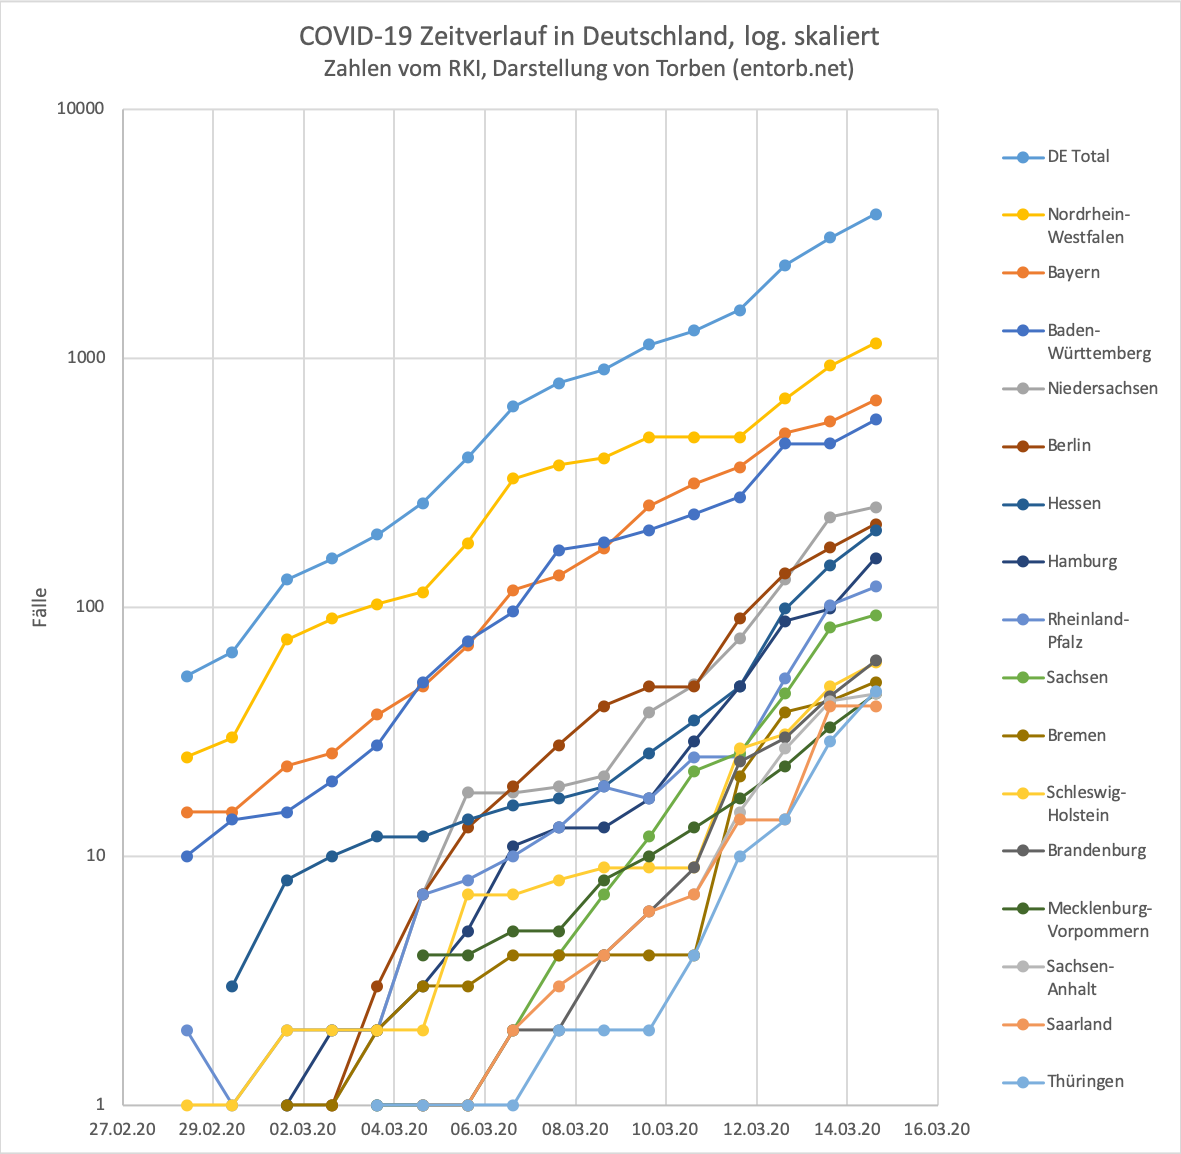 COVID-19 Zeitverlauf in Deutschland, log. skaliert
Zahlen vom RKI, Darstellung von Torben (entorb.net)
10000
1000
100
10
1
Fälle
27.02.20
29.02.20
02.03.20
04.03.20
06.03.20
08.03.20
10.03.20
12.03.20
14.03.20
16.03.20
DE Total
Nordrhein-
Westfalen
Bayern
Baden-
Württemberg
Niedersachsen
Berlin
Hessen
Hamburg
Rheinland-
Pfalz
Sachsen
Bremen
Schleswig-
Holstein
Brandenburg
Mecklenburg-
Vorpommern
Sachsen-
Anhalt
Saarland
Thüringen